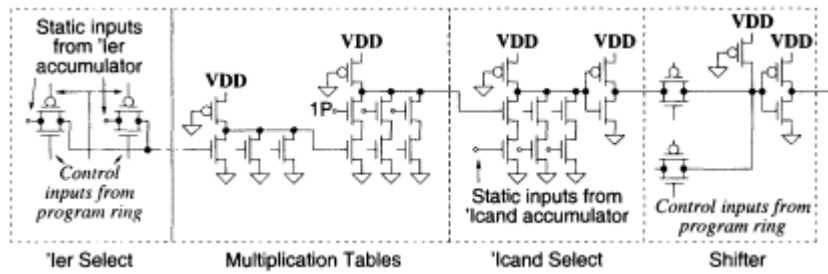 Static inputs
from 'Ier
accumulator
VDD
VDD
VDD
VDD
VDD
VDD
1P
Control
inputs from
program ring
Static inputs from
'Icand accumulator
Control inputs from
program ring
'Ier Select
Multiplication Tables
'Icand Select
Shifter